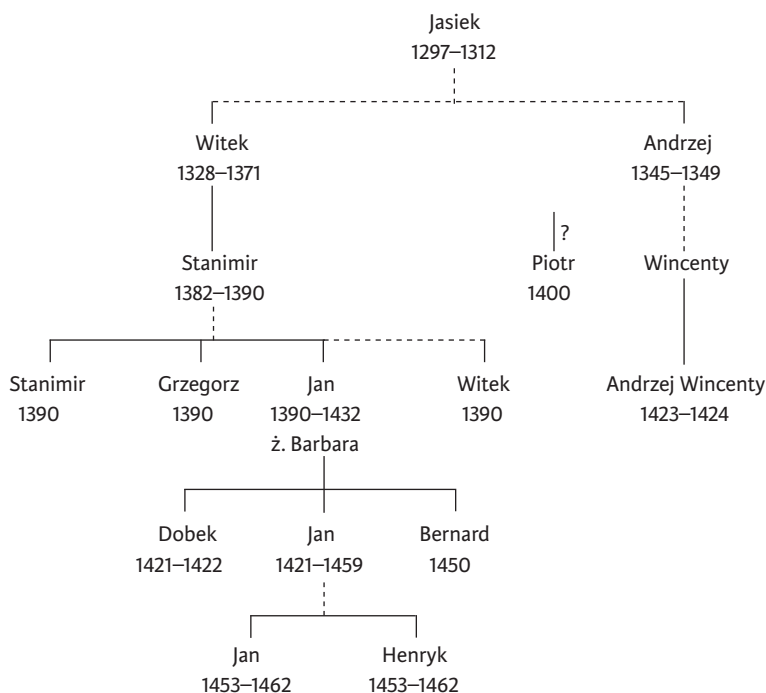 Jasiek
1297–1312
Witek
1328–1371
Andrzej
1345–1349
?
Stanimir
1382–1390
Piotr
1400
Wincenty
Stanimir
1390
Grzegorz
1390
Jan
1390–1432
ż. Barbara
Witek
1390
Andrzej Wincenty
1423–1424
Dobek
1421–1422
Jan
1421–1459
Bernard
1450
Jan
1453–1462
Henryk
1453–1462